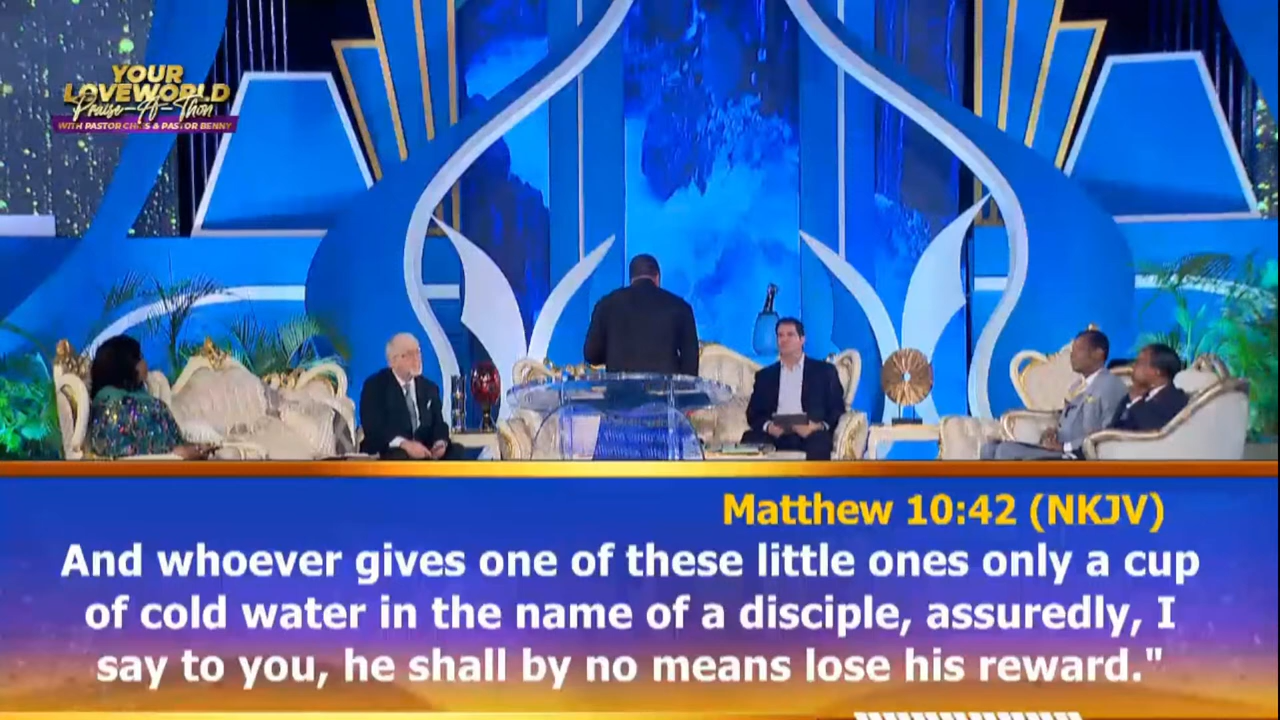 YOUR
LOVEWORLD
Praise-A-Thon
WITH PASTOR CHRIS & PASTOR BENNY
Matthew 10:42 (NKJV)
And whoever gives one of these little ones only a cup
of cold water in the name of a disciple, assuredly, I
say to you, he shall by no means lose his reward."